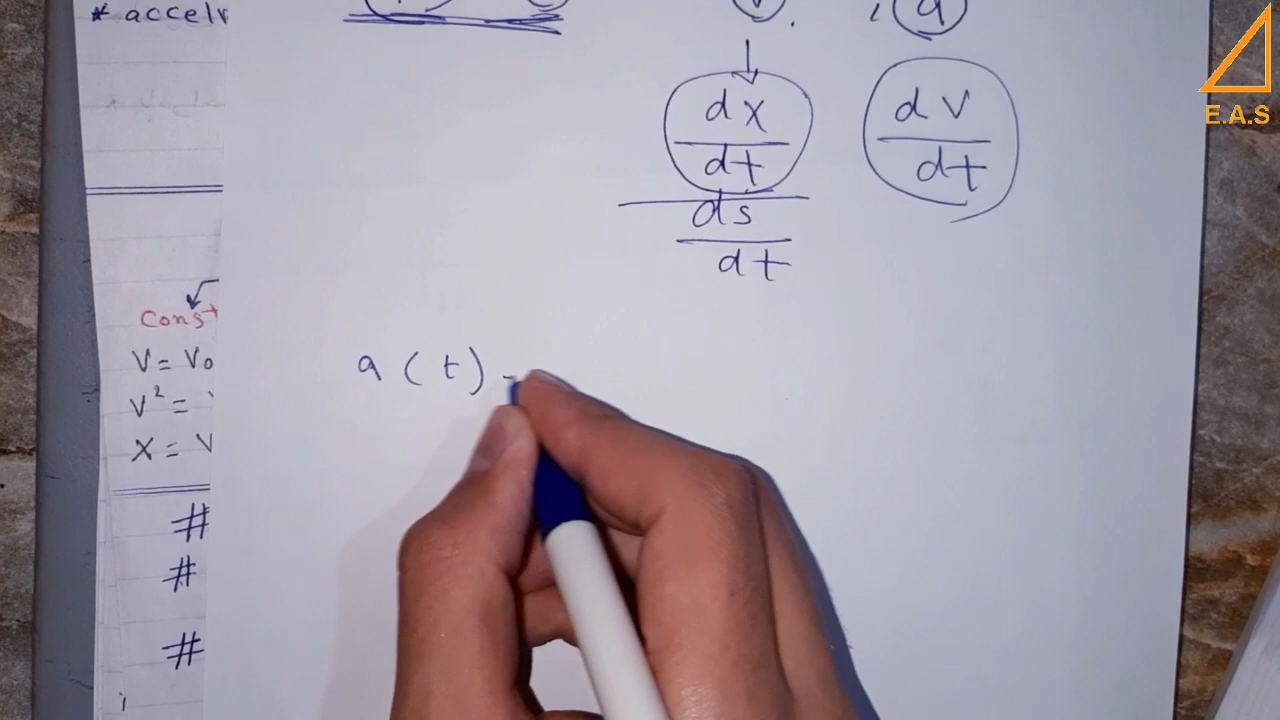 * accel
v , a
dx
dt
dv
dt
ds
dt
a (t)
Const
V = Vo
V² =
X = V
#
#
#
E.A.S